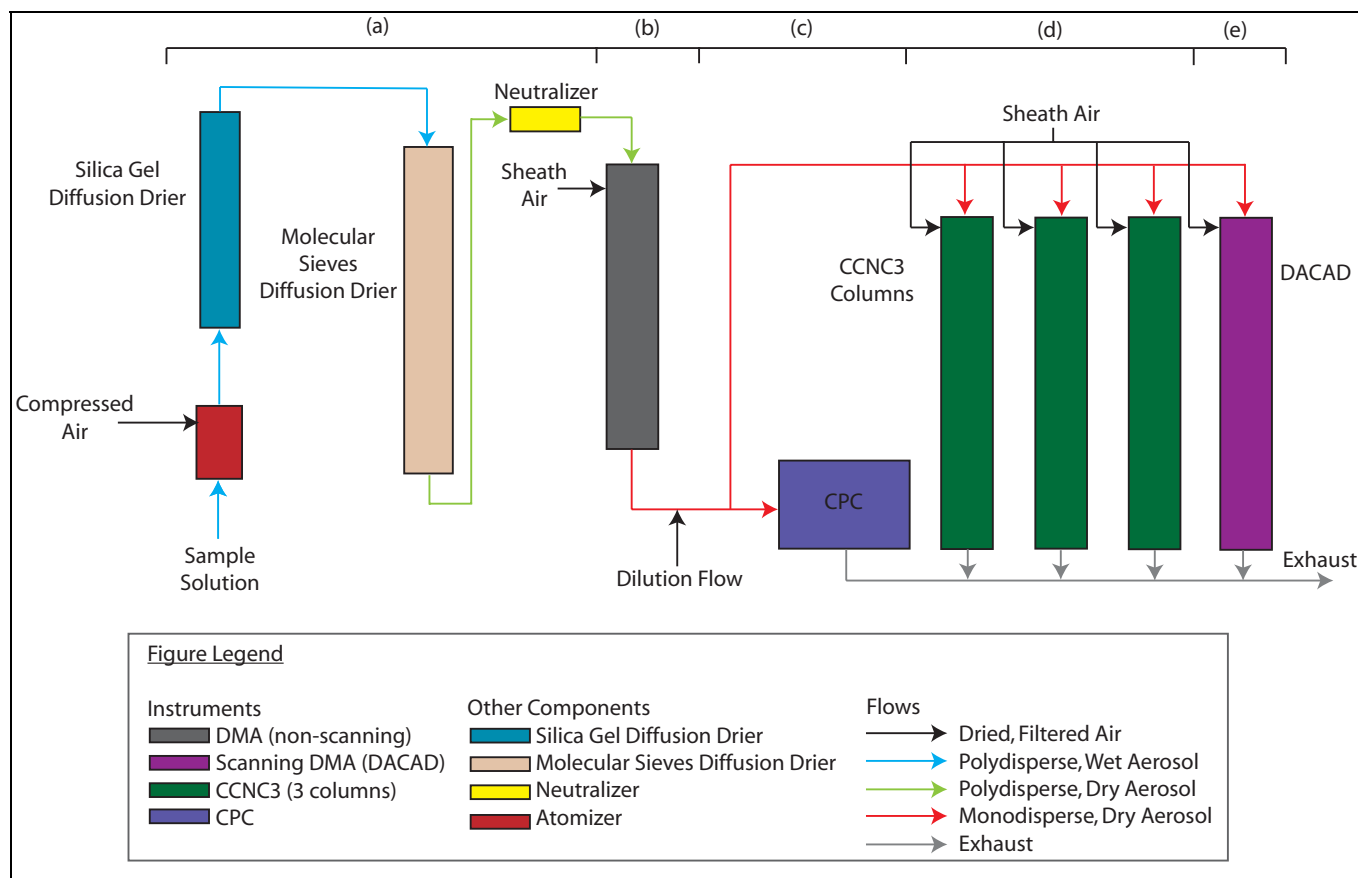 (a)
(b)
(c)
(d)
(e)
Neutralizer
Sheath Air
Silica Gel
Diffusion Drier
Sheath
Air
Molecular
Sieves
Diffusion Drier
CCNC3
Columns
DACAD
Compressed
Air
CPC
Sample
Solution
Dilution Flow
Exhaust
Figure Legend
Instruments
DMA (non-scanning)
Scanning DMA (DACAD)
CCNC3 (3 columns)
CPC
Other Components
Silica Gel Diffusion Drier
Molecular Sieves Diffusion Drier
Neutralizer
Atomizer
Flows
Dried, Filtered Air
Polydisperse, Wet Aerosol
Polydisperse, Dry Aerosol
Monodisperse, Dry Aerosol
Exhaust